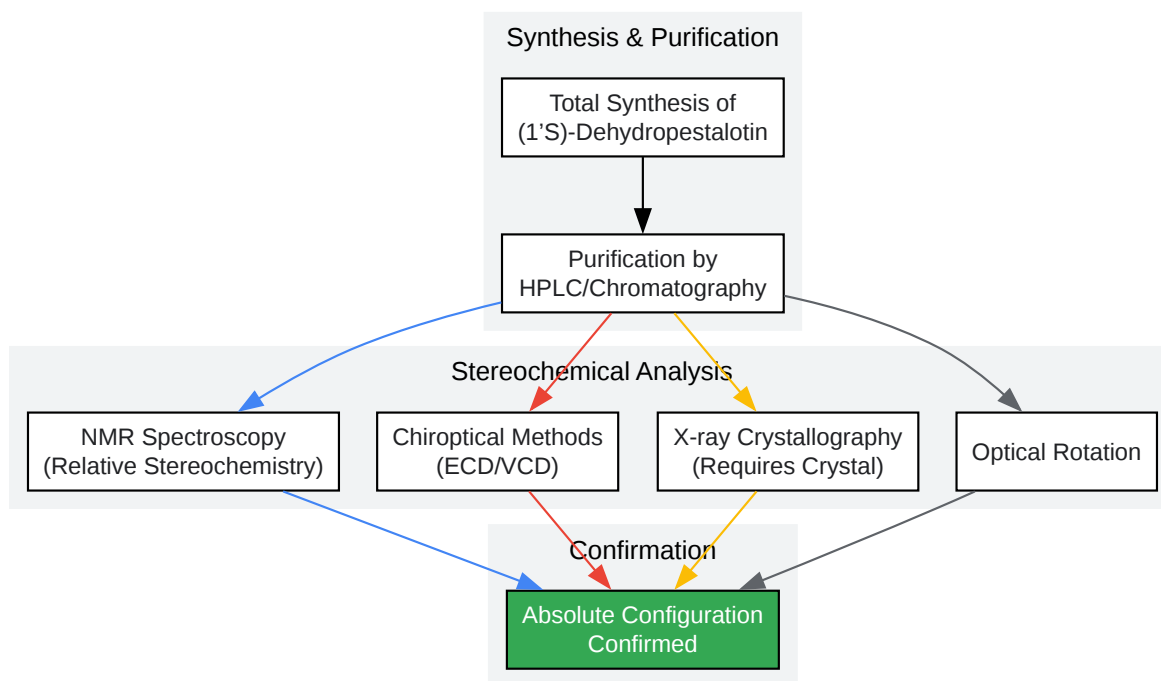 Synthesis & Purification
Total Synthesis of
(1’S)-Dehydropestalotin
Purification by
HPLC/Chromatography
Stereochemical Analysis
NMR Spectroscopy
(Relative Stereochemistry)
Chiroptical Methods
(ECD/VCD)
X-ray Crystallography
(Requires Crystal)
Optical Rotation
Confirmation
Absolute Configuration
Confirmed